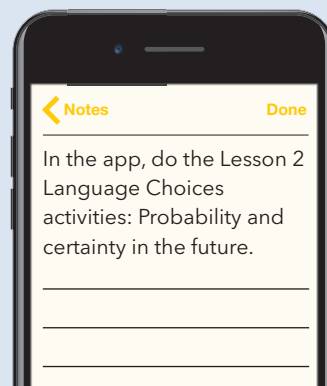 Notes
Done
In the app, do the Lesson 2
Language Choices
activities: Probability and
certainty in the future.